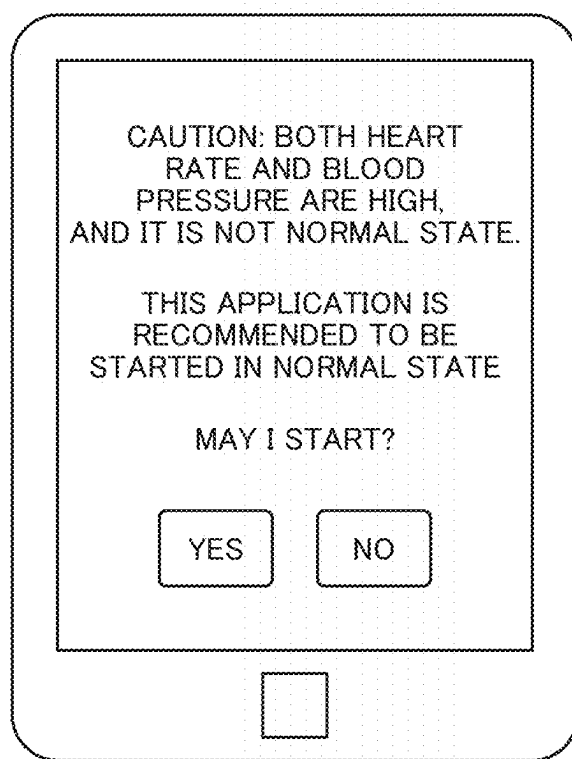 CAUTION: BOTH HEART
RATE AND BLOOD
PRESSURE ARE HIGH,
AND IT IS NOT NORMAL STATE.
THIS APPLICATION IS
RECOMMENDED TO BE
STARTED IN NORMAL STATE
MAY I START?
YES NO